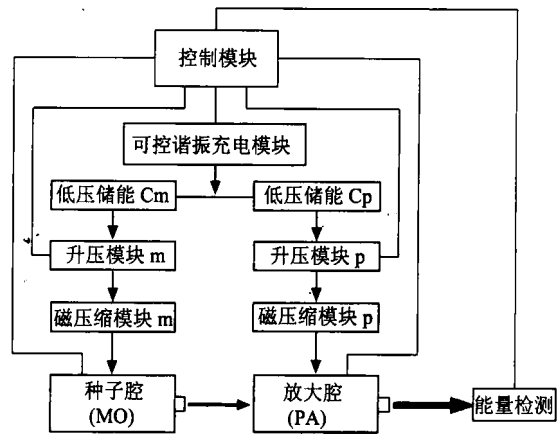 控制模块
可控谐振充电模块
低压储能 Cm
低压储能 Cp
升压模块 m
升压模块 p
磁压缩模块 m
磁压缩模块 p
种子腔
(MO)
放大腔
(PA)
能量检测